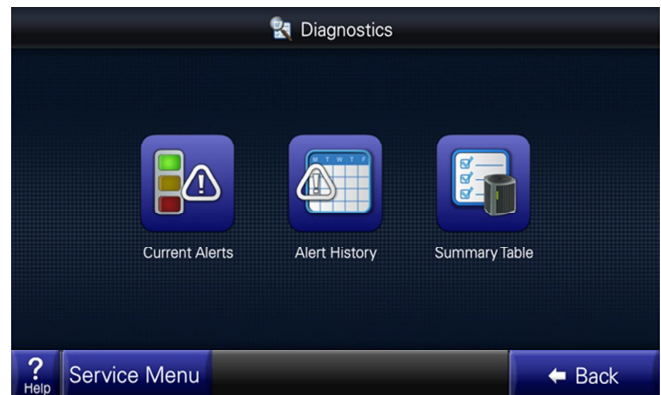 Diagnostics
M T W T F
Current Alerts
Alert History
Summary Table
?
Help
Service Menu
Back